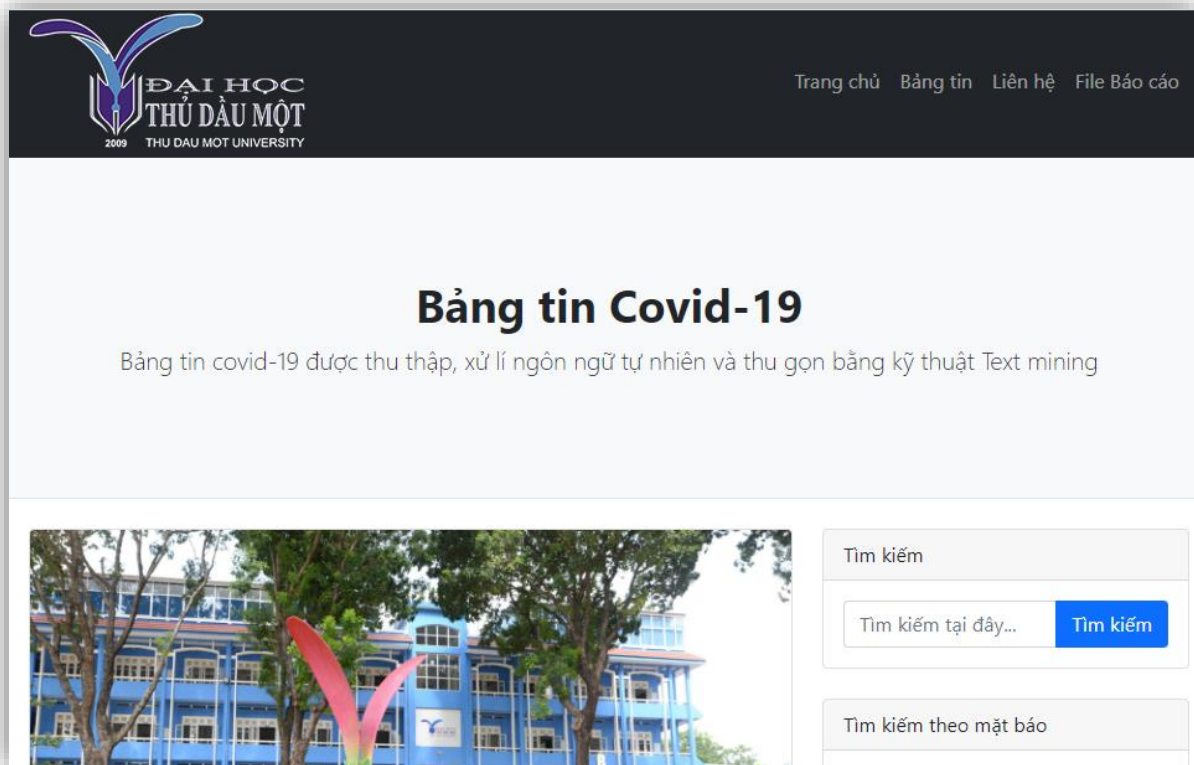 ĐẠI HỌC
THỦ DẦU MỘT
2009 THU DAU MOT UNIVERSITY
Trang chủ Bảng tin Liên hệ File Báo cáo
Bảng tin Covid-19
Bảng tin covid-19 được thu thập, xử lí ngôn ngữ tự nhiên và thu gọn bằng kỹ thuật Text mining
Tìm kiếm
Tìm kiếm tại đây... Tìm kiếm
Tìm kiếm theo mặt báo